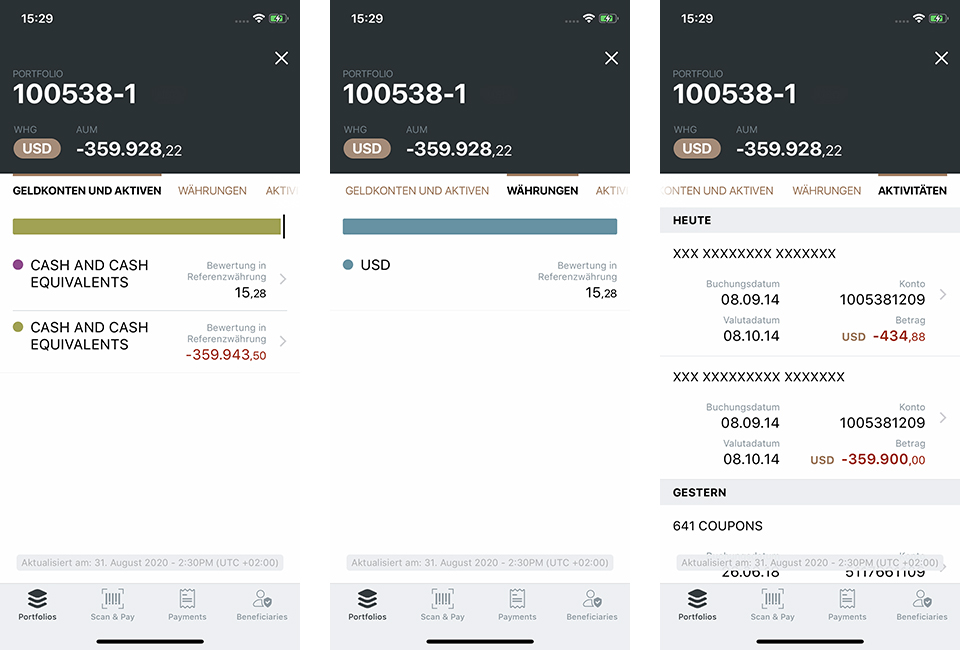 15:29
PORTFOLIO
100538-1
WHG AUM
USD -359.928,22
GELDKONTEN UND AKTIVEN WÄHRUNGEN AKTIV
CASH AND CASH
EQUIVALENTS
Bewertung in
Referenzwährung
15,28
CASH AND CASH
EQUIVALENTS
Bewertung in
Referenzwährung
-359.943,50
Aktualisiert am: 31. August 2020 - 2:30PM (UTC +02:00)
Portfolios Scan & Pay Payments Beneficiaries
15:29
PORTFOLIO
100538-1
WHG AUM
USD -359.928,22
GELDKONTEN UND AKTIVEN WÄHRUNGEN AKTIV
USD
Bewertung in
Referenzwährung
15,28
Aktualisiert am: 31. August 2020 - 2:30PM (UTC +02:00)
Portfolios Scan & Pay Payments Beneficiaries
15:29
PORTFOLIO
100538-1
WHG AUM
USD -359.928,22
ONTEN UND AKTIVEN WÄHRUNGEN AKTIVITÄTEN
HEUTE
XXX XXXXXXXX XXXXXXX
Buchungsdatum Konto
08.09.14 1005381209
Valutadatum Betrag
08.10.14 USD -434,88
XXX XXXXXXXXX XXXXXXX
Buchungsdatum Konto
08.09.14 1005381209
Valutadatum Betrag
08.10.14 USD -359.900,00
GESTERN
641 COUPONS
Buchungsdatum Konto
Aktualisiert am: 31. August 2020 - 2:30PM (UTC +02:00)
26.06.18 5117661109
Portfolios Scan & Pay Payments Beneficiaries